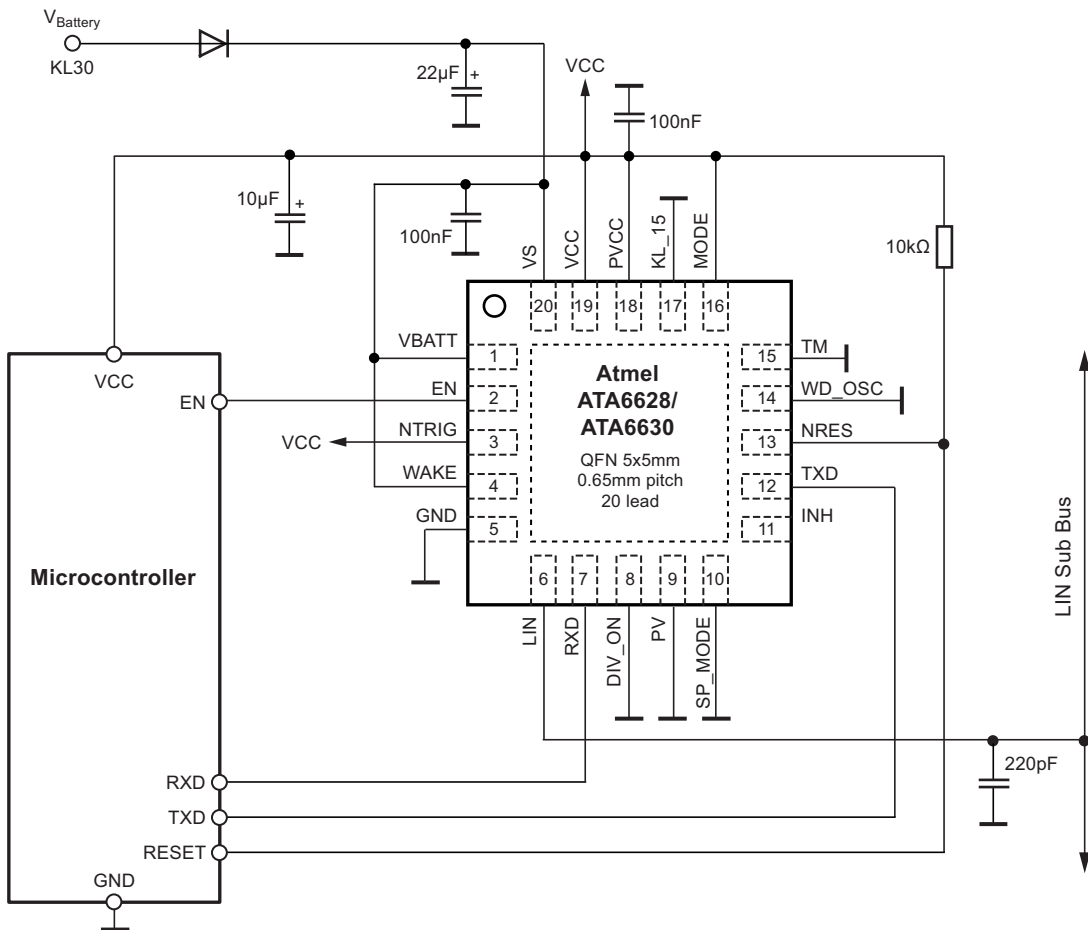 VBattery
KL30
22µF +
VCC
100nF
10µF +
100nF
VS
VCC
PVCC
KL_15
MODE
10kΩ
20
19
18
17
16
VBATT
1
EN
2
NTRIG
3
WAKE
4
GND
5
VCC
Atmel
ATA6628/
ATA6630
QFN 5x5mm
0.65mm pitch
20 lead
15
TM
14
WD_OSC
13
NRES
12
TXD
11
INH
6
7
8
9
10
LIN
RXD
DIV_ON
PV
SP_MODE
VCC
EN
Microcontroller
RXD
TXD
RESET
GND
LIN Sub Bus
220pF